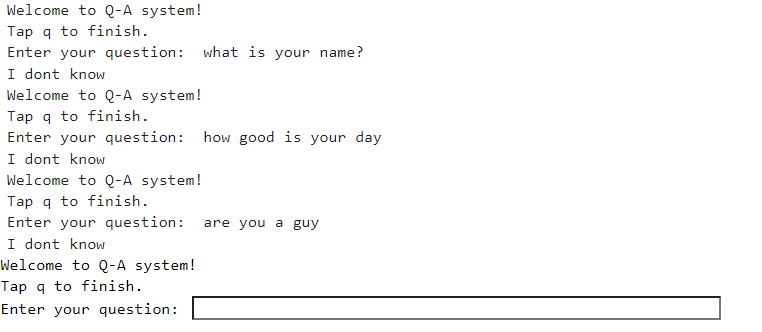 Welcome to Q-A system!
Tap q to finish.
Enter your question:  what is your name?
I dont know
Welcome to Q-A system!
Tap q to finish.
Enter your question:  how good is your day
I dont know
Welcome to Q-A system!
Tap q to finish.
Enter your question:  are you a guy
I dont know
Welcome to Q-A system!
Tap q to finish.
Enter your question: